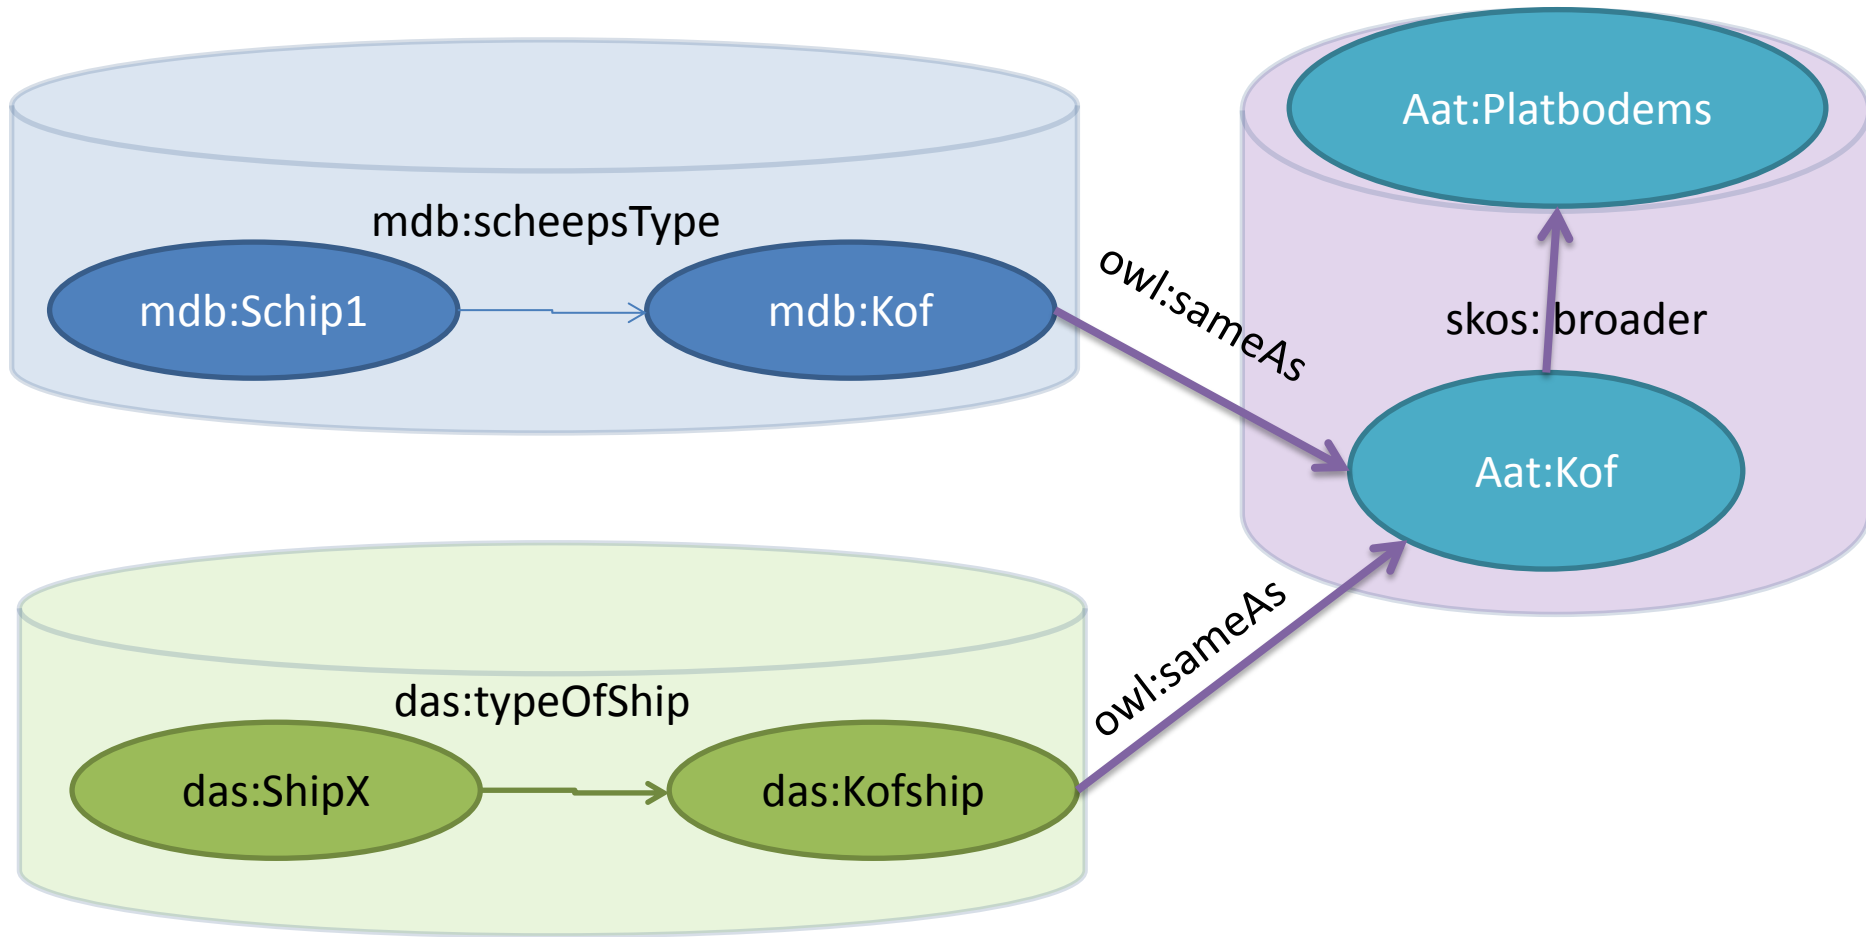 Aat:Platbodems
mdb:scheepsType
mdb:Schip1
mdb:Kof
owl:sameAs
skos: broader
Aat:Kof
owl:sameAs
das:typeOfShip
das:ShipX
das:Kofship